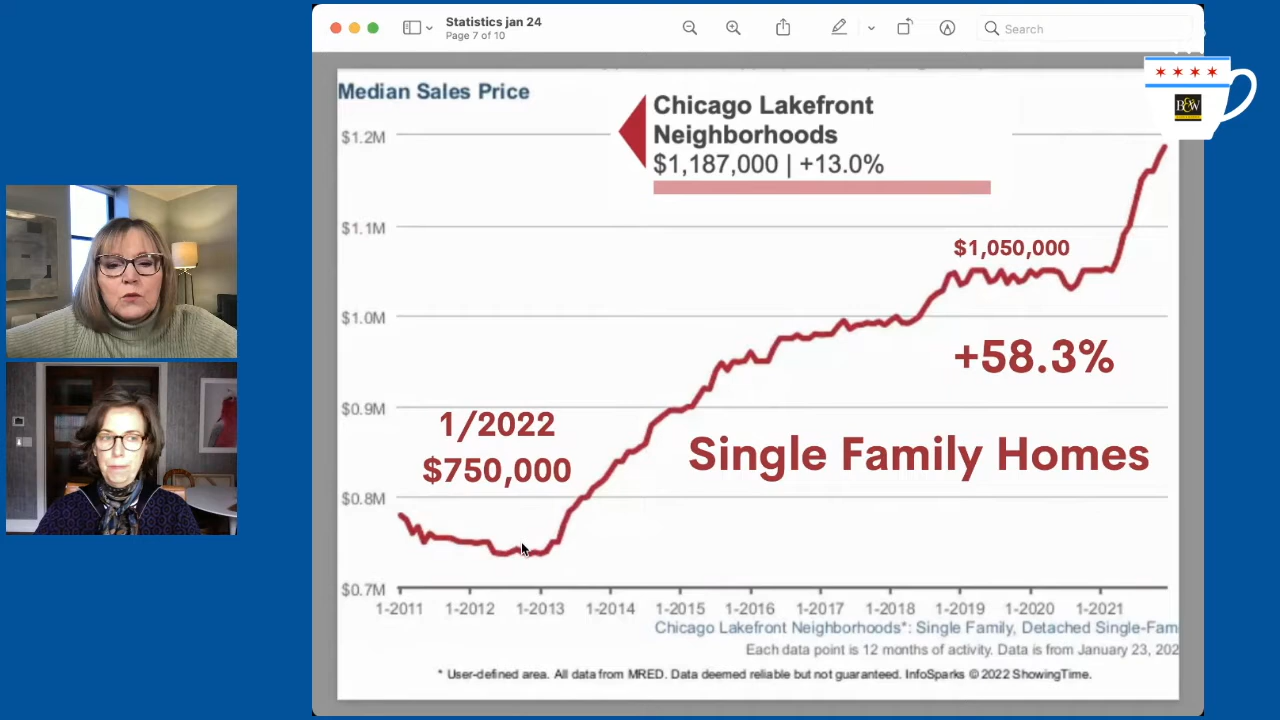 Statistics jan 24
Page 7 of 10
Search
B&W
Median Sales Price
Chicago Lakefront
Neighborhoods
$1,187,000 | +13.0%
$1.2M
$1.1M
$1,050,000
$1.0M
+58.3%
$0.9M
1/2022
$750,000
Single Family Homes
$0.8M
$0.7M
1-2011 1-2012 1-2013 1-2014 1-2015 1-2016 1-2017 1-2018 1-2019 1-2020 1-2021
Chicago Lakefront Neighborhoods*: Single Family, Detached Single-Fam
Each data point is 12 months of activity. Data is from January 23, 202
* User-defined area. All data from MRED. Data deemed reliable but not guaranteed. InfoSparks © 2022 ShowingTime.